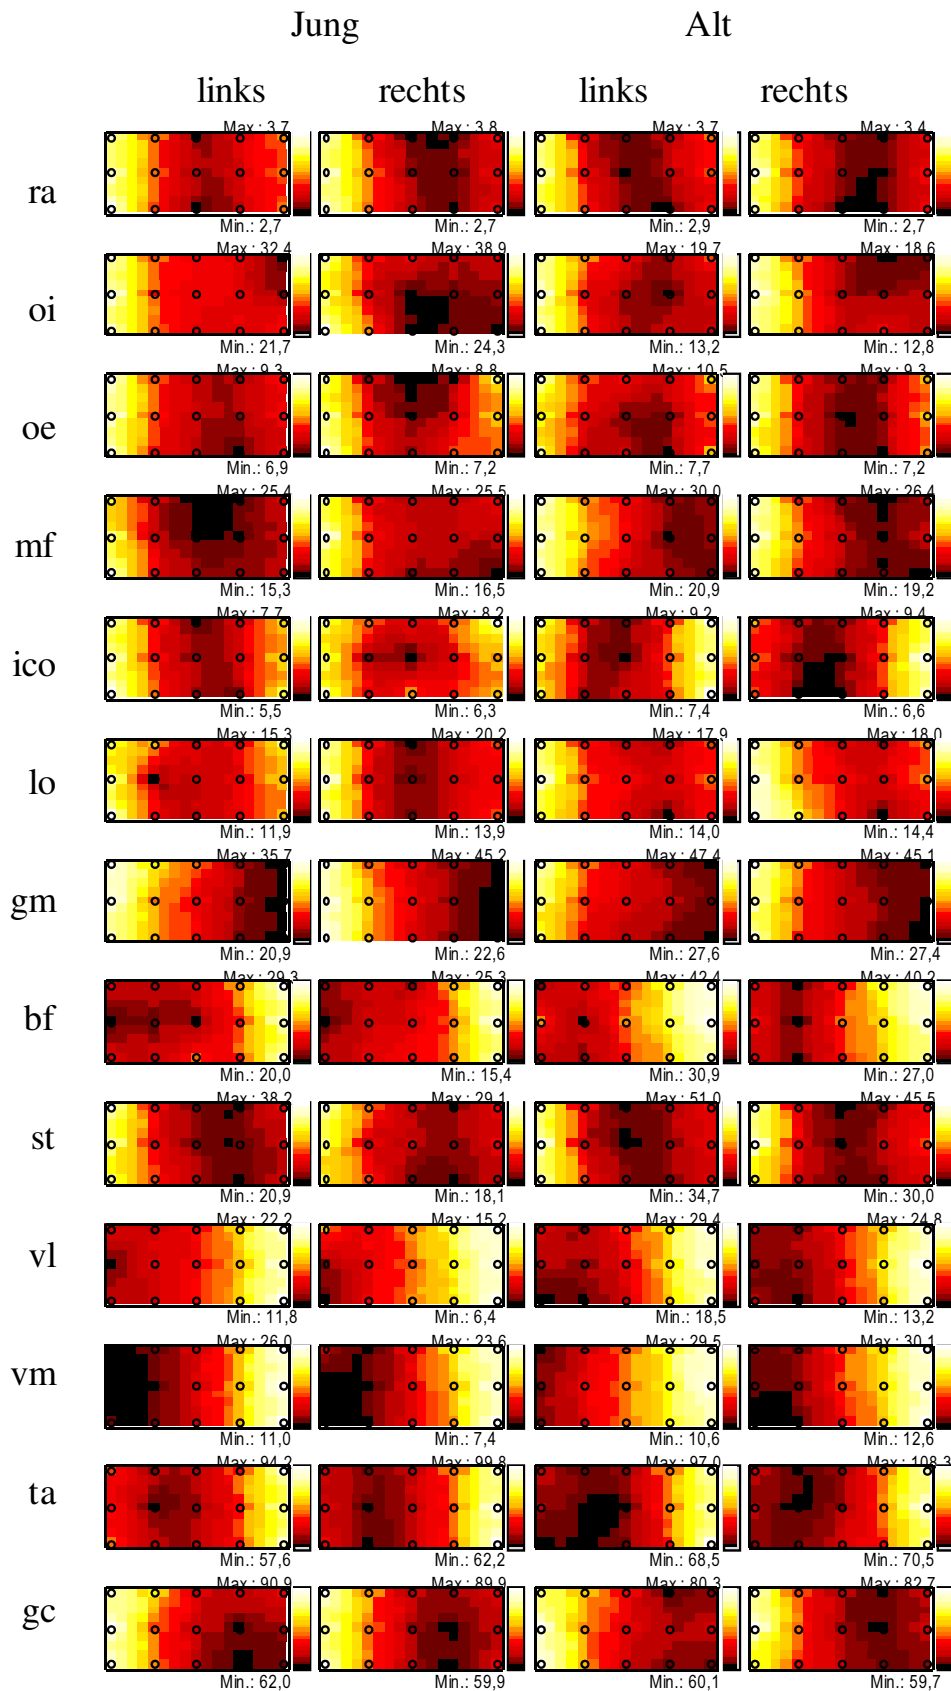 Jung Alt
links rechts links rechts
Max.: 3,7 Max.: 3,8 Max.: 3,7 Max.: 3,4
ra
Min.: 2,7 Min.: 2,7 Min.: 2,9 Min.: 2,7
Max.: 32,4 Max.: 38,9 Max.: 19,7 Max.: 18,6
oi
Min.: 21,7 Min.: 24,3 Min.: 13,2 Min.: 12,8
Max.: 9,3 Max.: 8,8 Max.: 10,5 Max.: 9,3
oe
Min.: 6,9 Min.: 7,2 Min.: 7,7 Min.: 7,2
Max.: 25,4 Max.: 25,5 Max.: 30,0 Max.: 26,4
mf
Min.: 15,3 Min.: 16,5 Min.: 20,9 Min.: 19,2
Max.: 7,7 Max.: 8,2 Max.: 9,2 Max.: 9,4
ico
Min.: 5,5 Min.: 6,3 Min.: 7,4 Min.: 6,6
Max.: 15,3 Max.: 20,2 Max.: 17,9 Max.: 18,0
lo
Min.: 11,9 Min.: 13,9 Min.: 14,0 Min.: 14,4
Max.: 35,7 Max.: 45,2 Max.: 47,4 Max.: 45,1
gm
Min.: 20,9 Min.: 22,6 Min.: 27,6 Min.: 27,4
Max.: 29,3 Max.: 25,3 Max.: 42,4 Max.: 40,2
bf
Min.: 20,0 Min.: 15,4 Min.: 30,9 Min.: 27,0
Max.: 38,2 Max.: 29,1 Max.: 51,0 Max.: 45,5
st
Min.: 20,9 Min.: 18,1 Min.: 34,7 Min.: 30,0
Max.: 22,2 Max.: 15,2 Max.: 29,4 Max.: 24,8
vl
Min.: 11,8 Min.: 6,4 Min.: 18,5 Min.: 13,2
Max.: 26,0 Max.: 23,6 Max.: 29,5 Max.: 30,1
vm
Min.: 11,0 Min.: 7,4 Min.: 10,6 Min.: 12,6
Max.: 94,2 Max.: 99,8 Max.: 97,0 Max.: 108,3
ta
Min.: 57,6 Min.: 62,2 Min.: 68,5 Min.: 70,5
Max.: 90,9 Max.: 89,9 Max.: 80,3 Max.: 82,7
gc
Min.: 62,0 Min.: 59,9 Min.: 60,1 Min.: 59,7